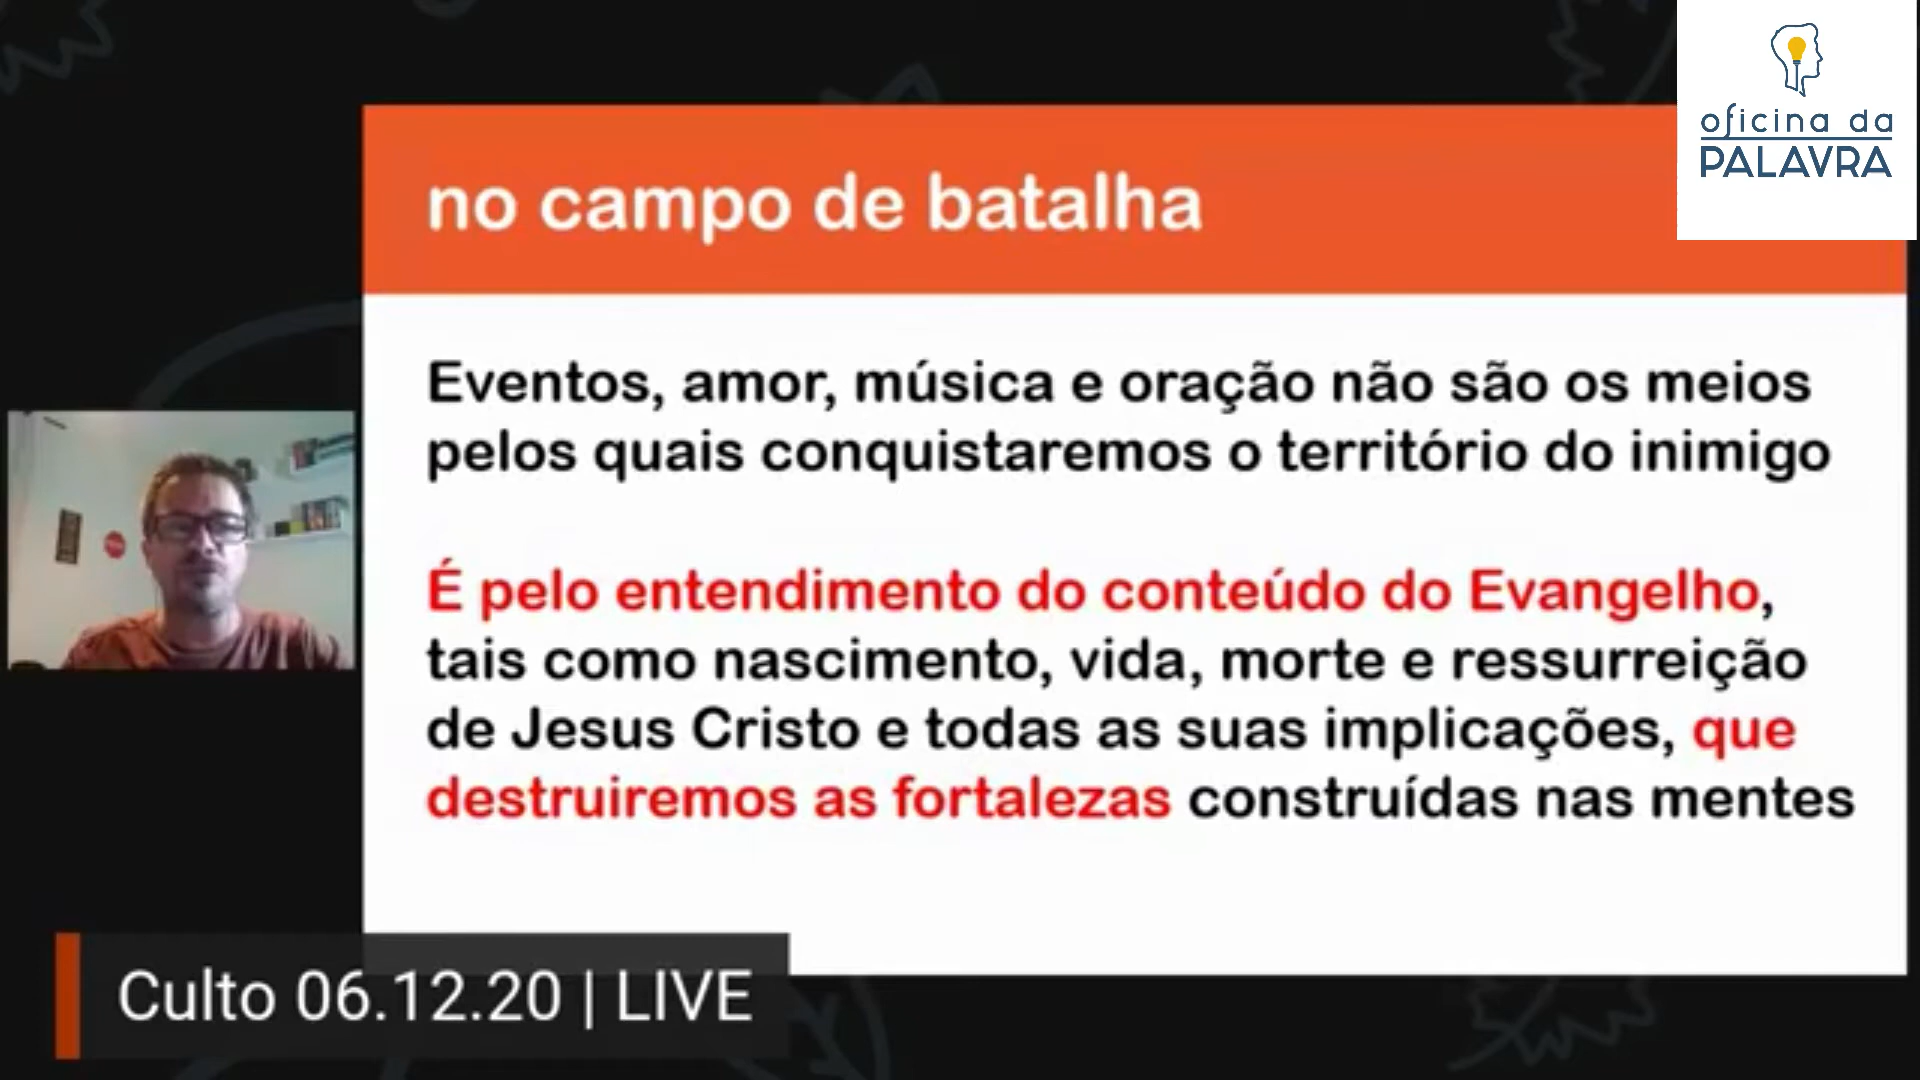 oficina da
PALAVRA
no campo de batalha
Eventos, amor, música e oração não são os meios
pelos quais conquistaremos o território do inimigo
É pelo entendimento do conteúdo do Evangelho,
tais como nascimento, vida, morte e ressurreição
de Jesus Cristo e todas as suas implicações, que
destruiremos as fortalezas construídas nas mentes
Culto 06.12.20 | LIVE